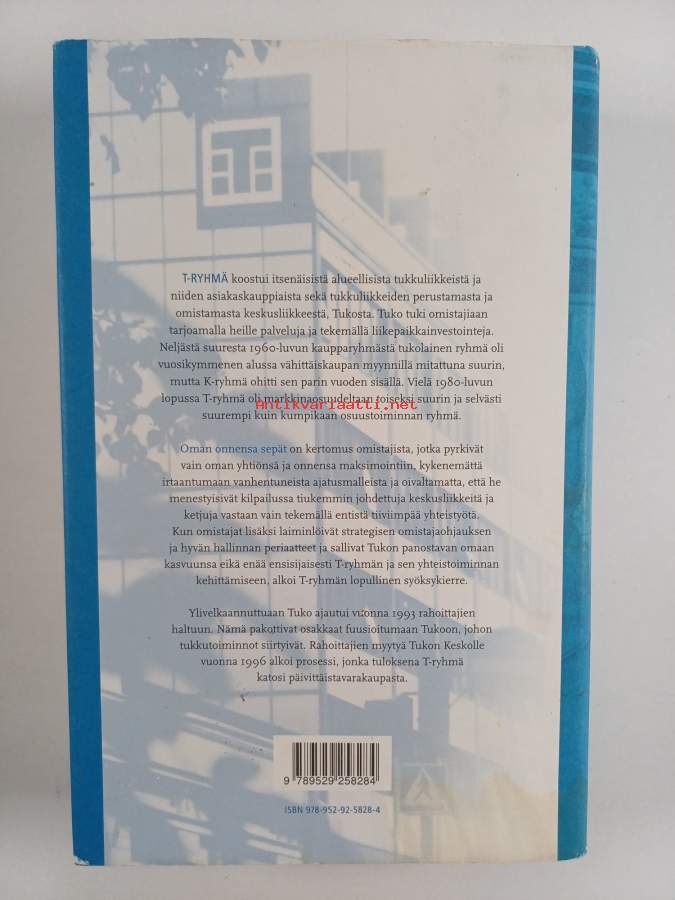 T
T-RYHMÄ koostui itsenäisistä alueellisista tukkuliikkeistä ja
niiden asiakaskauppiaista sekä tukkuliikkeiden perustamasta ja
omistamasta keskusliikkeestä, Tukosta. Tuko tuki omistajiaan
tarjoamalla heille palveluja ja tekemällä liikepaikkainvestointeja.
Neljästä suuresta 1960-luvun kaupparyhmästä tukolainen ryhmä oli
vuosikymmenen alussa vähittäiskaupan myynnillä mitattuna suurin,
mutta K-ryhmä ohitti sen parin vuoden sisällä. Vielä 1980-luvun
lopussa T-ryhmä oli markkinaosuudeltaan toiseksi suurin ja selvästi
Antikvariaatti.net
suurempi kuin kumpikaan osuustoiminnan ryhmä.
Oman onnensa sepät on kertomus omistajista, jotka pyrkivät
vain oman yhtiönsä ja onnensa maksimointiin, kykenemättä
irtaantumaan vanhentuneista ajatusmalleista ja oivaltamatta, että he
menestyisivät kilpailussa tiukemmin johdettuja keskusliikkeitä ja
ketjuja vastaan vain tekemällä entistä tiiviimpää yhteistyötä.
Kun omistajat lisäksi laiminlöivät strategisen omistajaohjauksen
ja hyvän hallinnan periaatteet ja sallivat Tukon panostavan omaan
kasvuunsa eikä enää ensisijaisesti T-ryhmän ja sen yhteistoiminnan
kehittämiseen, alkoi T-ryhmän lopullinen syöksykierre.
Ylivelkaannuttuaan Tuko ajautui vuonna 1993 rahoittajien
haltuun. Nämä pakottivat osakkaat fuusioitumaan Tukoon, johon
tukkutoiminnot siirtyivät. Rahoittajien myytyä Tukon Keskolle
vuonna 1996 alkoi prosessi, jonka tuloksena T-ryhmä
katosi päivittäistavarakaupasta.
9 789529 258284
ISBN 978-952-92-5828-4